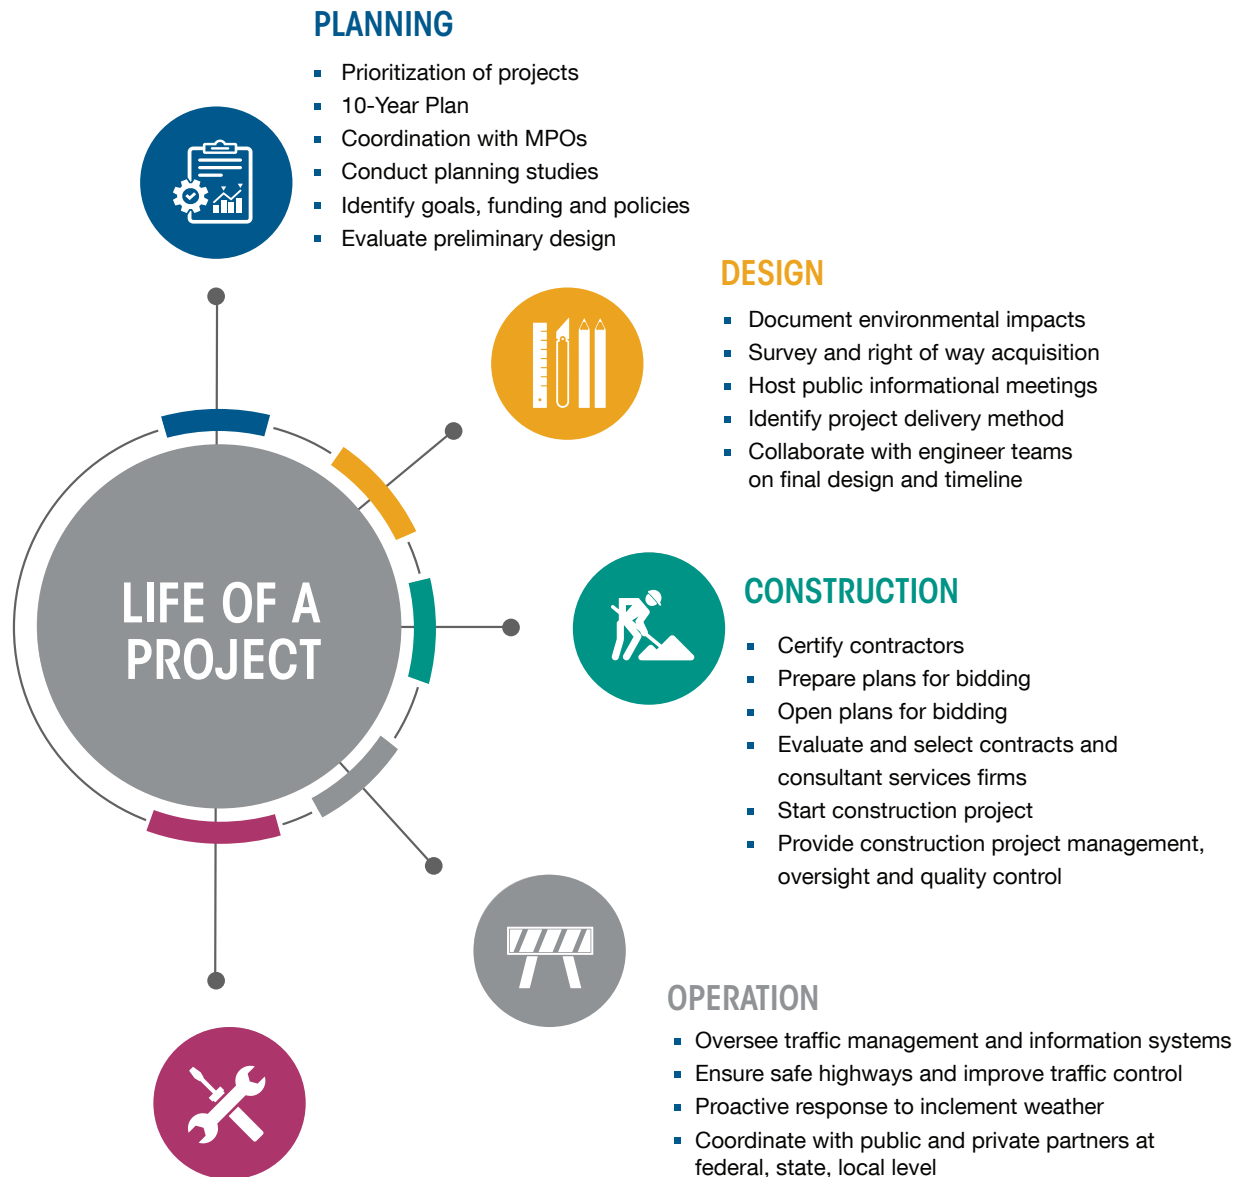 PLANNING
Prioritization of projects
10-Year Plan
Coordination with MPOs
Conduct planning studies
Identify goals, funding and policies
Evaluate preliminary design
DESIGN
Document environmental impacts
Survey and right of way acquisition
Host public informational meetings
Identify project delivery method
Collaborate with engineer teams
on final design and timeline
LIFE OF A
PROJECT
CONSTRUCTION
Certify contractors
Prepare plans for bidding
Open plans for bidding
Evaluate and select contracts and
consultant services firms
Start construction project
Provide construction project management,
oversight and quality control
OPERATION
Oversee traffic management and information systems
Ensure safe highways and improve traffic control
Proactive response to inclement weather
Coordinate with public and private partners at
federal, state, local level